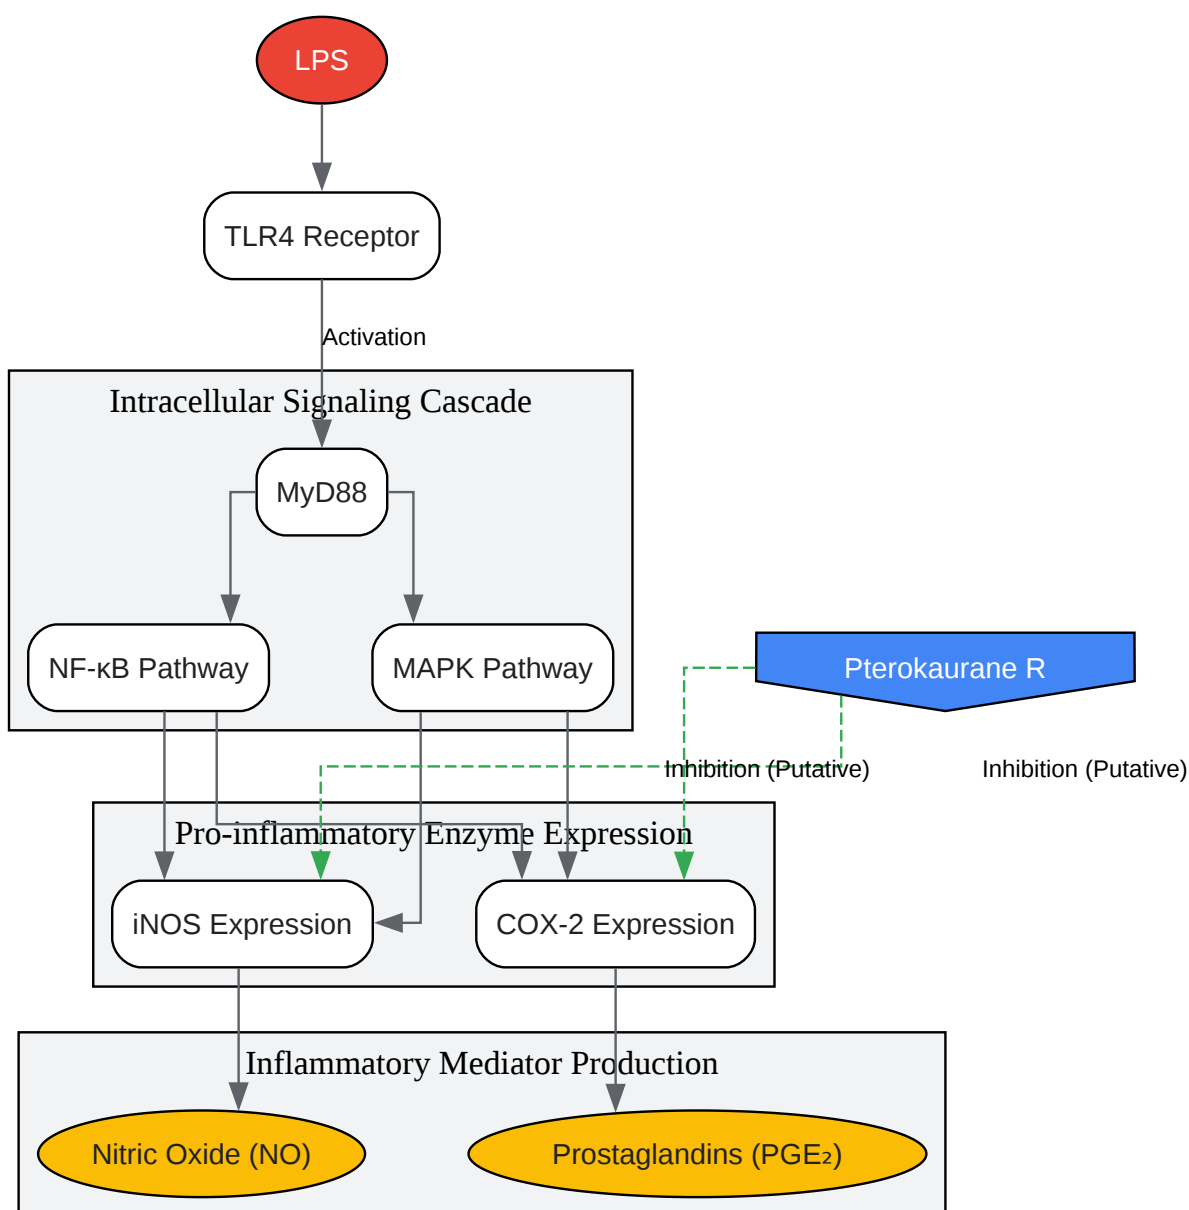 LPS
TLR4 Receptor
Activation
Intracellular Signaling Cascade
MyD88
NF-κB Pathway
MAPK Pathway
Pterokaurane R
Inhibition (Putative)
Inhibition (Putative)
Pro-inflammatory Enzyme Expression
iNOS Expression
COX-2 Expression
Inflammatory Mediator Production
Nitric Oxide (NO)
Prostaglandins (PGE₂)